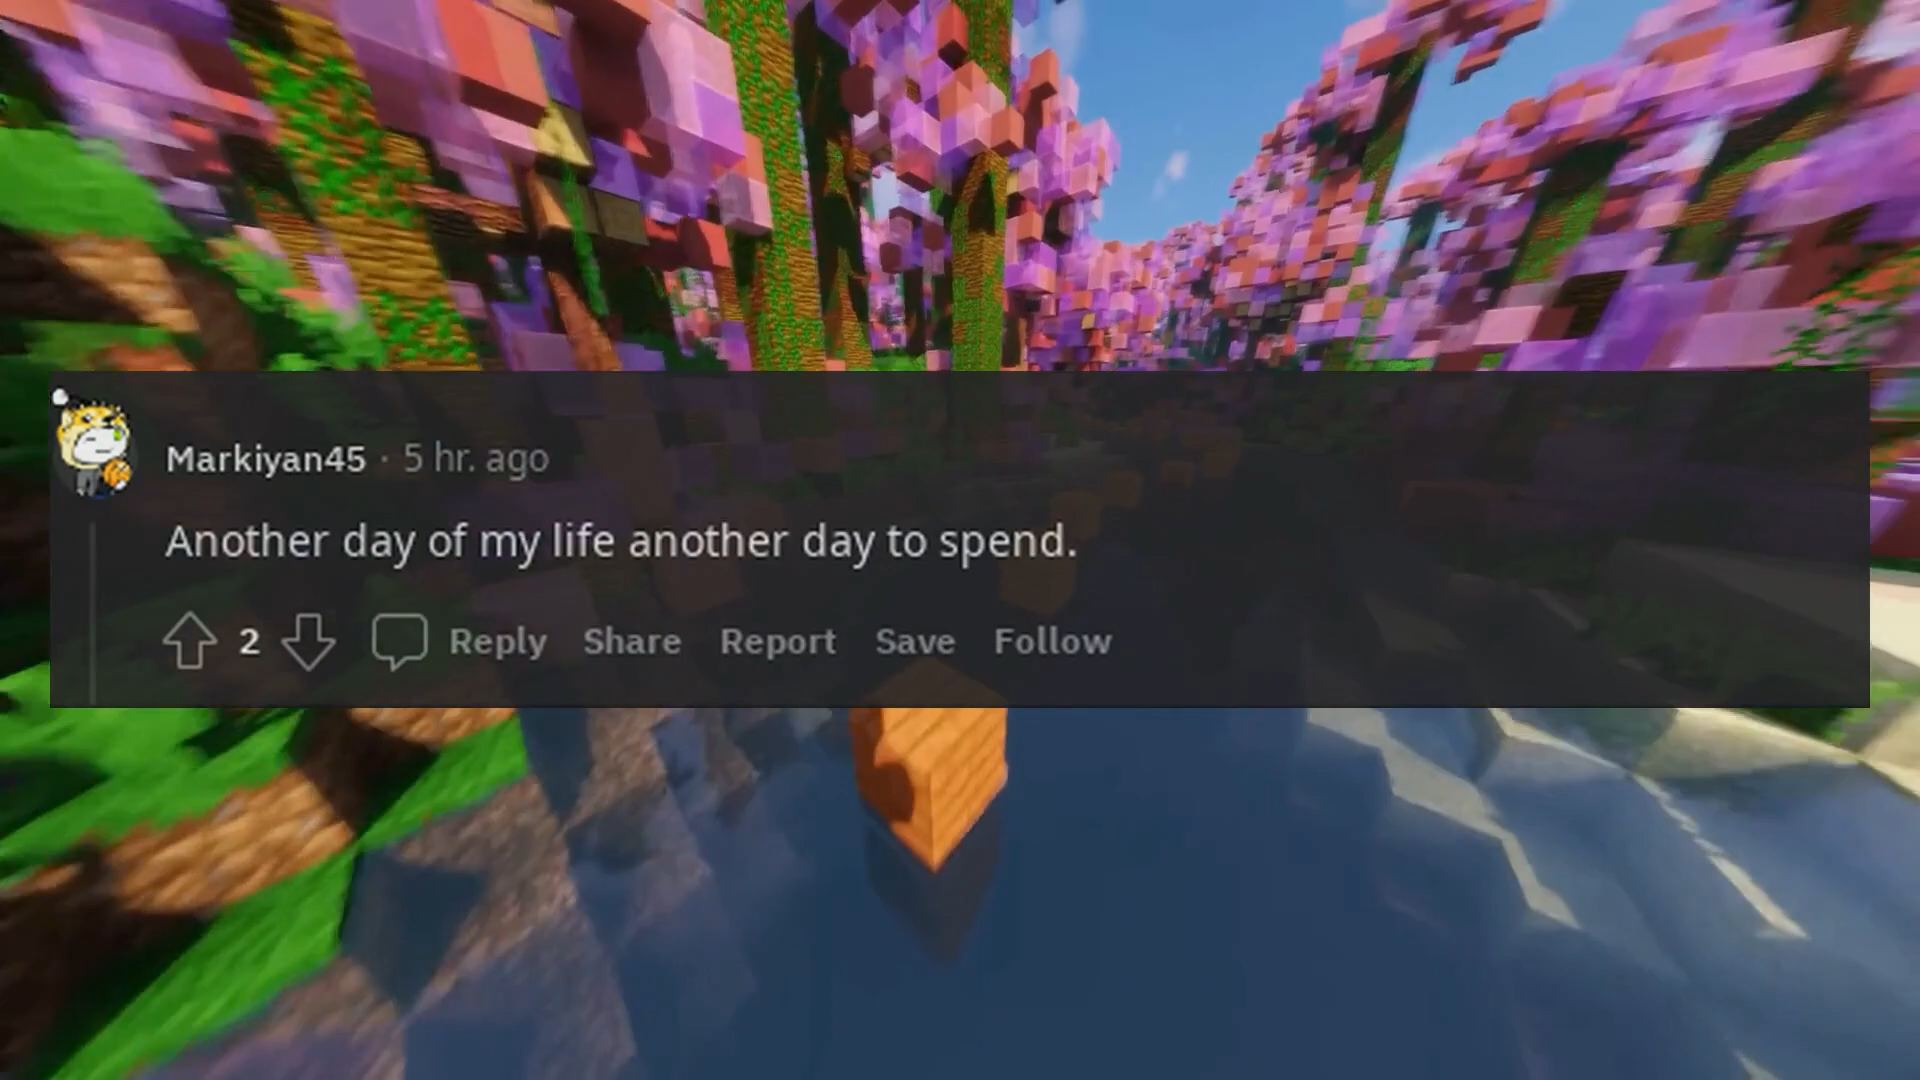 Markiyan45 · 5 hr. ago
Another day of my life another day to spend.
2 Reply Share Report Save Follow